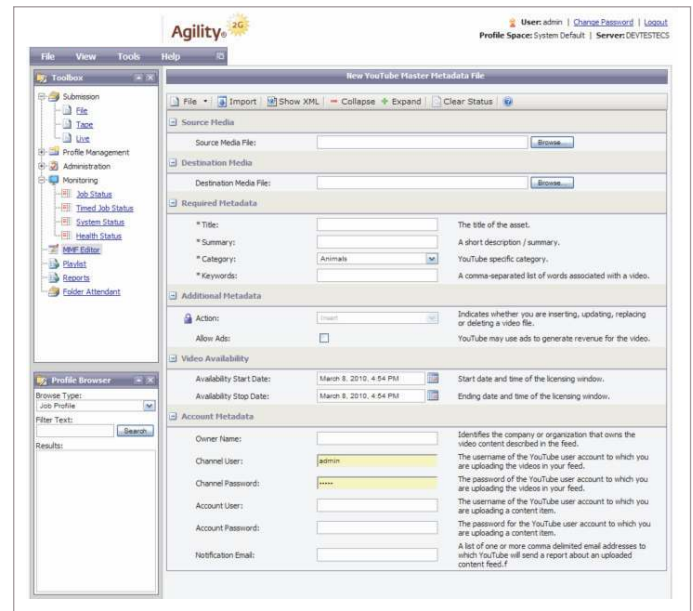 Agility® 2G
User: admin | Change Password | Logout
Profile Space: System Default | Server: DEVTESTECS
File View Tools Help
Toolbox
Submission
File
Tape
Live
Profile Management
Administration
Monitoring
Job Status
Timed Job Status
System Status
Health Status
MMF Editor
Playlist
Reports
Folder Attendant
Profile Browser
Browse Type:
Job Profile
Filter Text:
Search
Results:
New YouTube Master Metadata File
File Import Show XML Collapse Expand Clear Status
Source Media
Source Media File: Browse...
Destination Media
Destination Media File: Browse...
Required Metadata
* Title: The title of the asset.
* Summary: A short description / summary.
* Category: Animals YouTube specific category.
* Keywords: A comma-separated list of words associated with a video.
Additional Metadata
Action: Insert Indicates whether you are inserting, updating, replacing
or deleting a video file.
Allow Ads: YouTube may use ads to generate revenue for the video.
Video Availability
Availability Start Date: March 8, 2010, 4:54 PM Start date and time of the licensing window.
Availability Stop Date: March 8, 2010, 4:54 PM Ending date and time of the licensing window.
Account Metadata
Owner Name: Identifies the company or organization that owns the
video content described in the feed.
Channel User: admin The username of the YouTube user account to which you
are uploading the videos in your feed.
Channel Password: ••••• The password of the YouTube user account to which you
are uploading the videos in your feed.
Account User: The username of the YouTube user account to which you
are uploading a content item.
Account Password: The password for the YouTube user account to which you
are uploading a content item.
Notification Email: A list of one or more comma delimited email addresses to
which YouTube will send a report about an uploaded
content feed.f